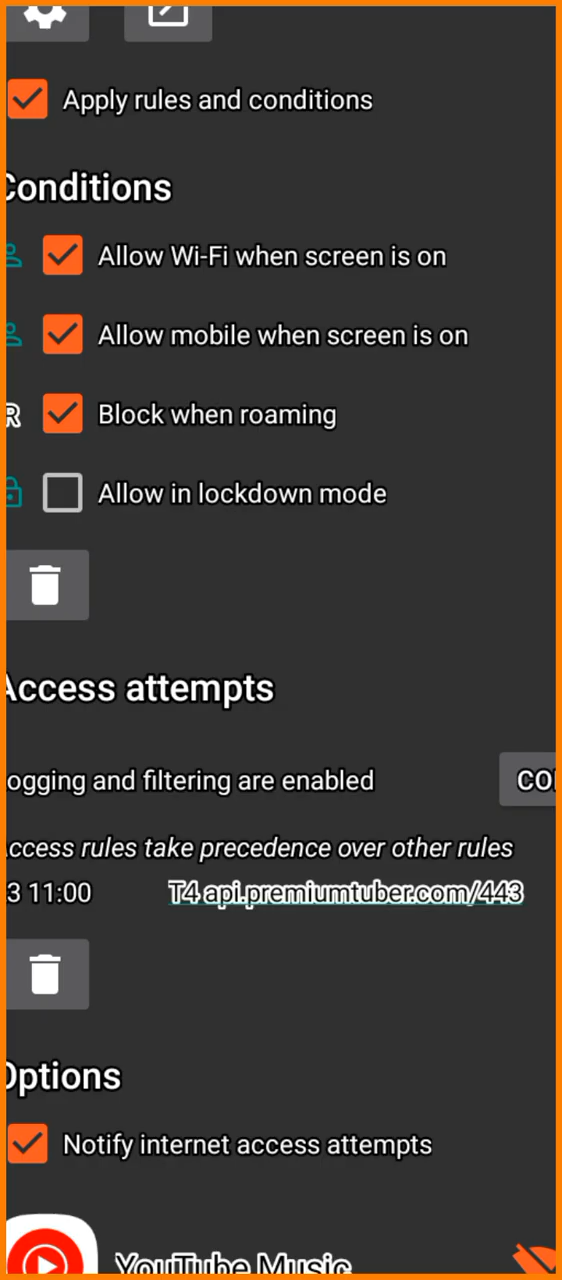 Apply rules and conditions
Conditions
Allow Wi-Fi when screen is on
Allow mobile when screen is on
R Block when roaming
Allow in lockdown mode
Access attempts
ogging and filtering are enabled
ccess rules take precedence over other rules
3 11:00 T4 api.premiumtuber.com/443
Options
Notify internet access attempts
YouTube Music